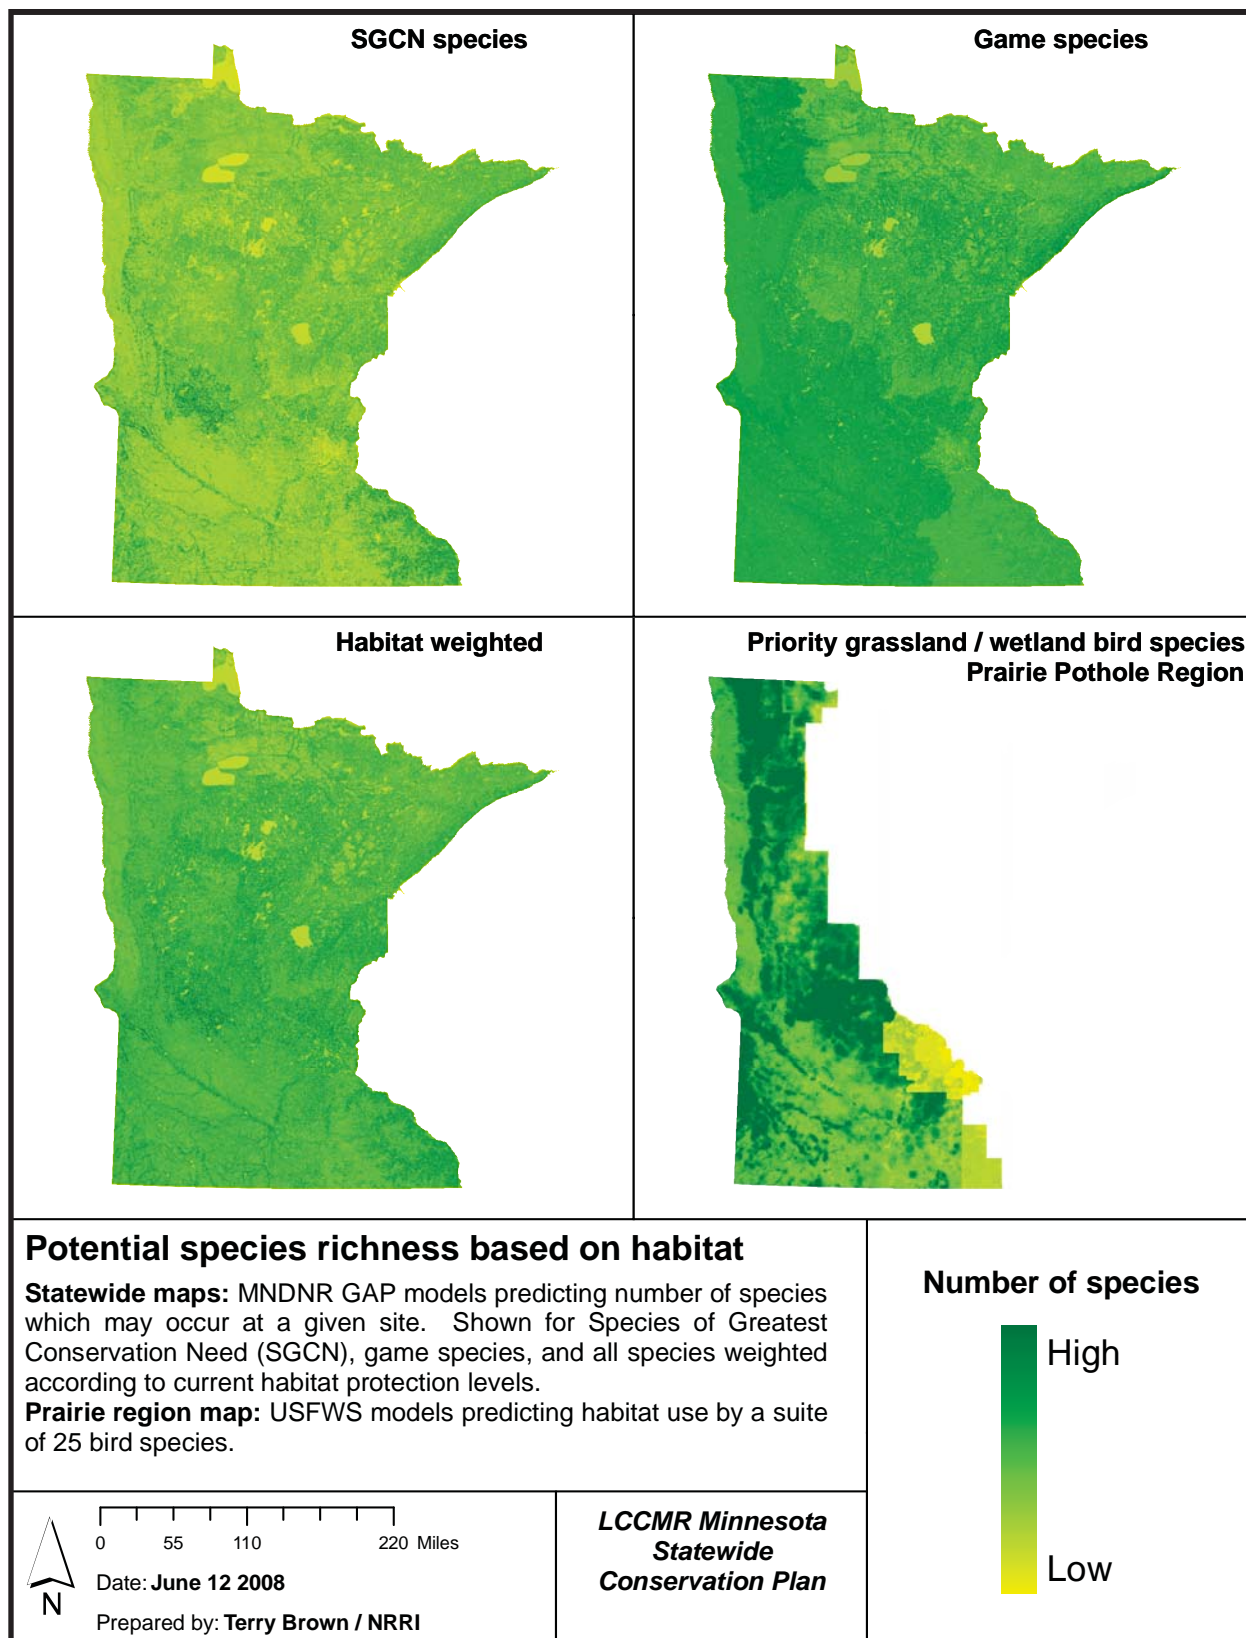 SGCN species
Game species
Habitat weighted
Priority grassland / wetland bird species
Prairie Pothole Region
Potential species richness based on habitat
Statewide maps: MNDNR GAP models predicting number of species
which may occur at a given site. Shown for Species of Greatest
Conservation Need (SGCN), game species, and all species weighted
according to current habitat protection levels.
Prairie region map: USFWS models predicting habitat use by a suite
of 25 bird species.
Number of species
High
Low
0 55 110 220 Miles
N
Date: June 12 2008
Prepared by: Terry Brown / NRRI
LCCMR Minnesota
Statewide
Conservation Plan